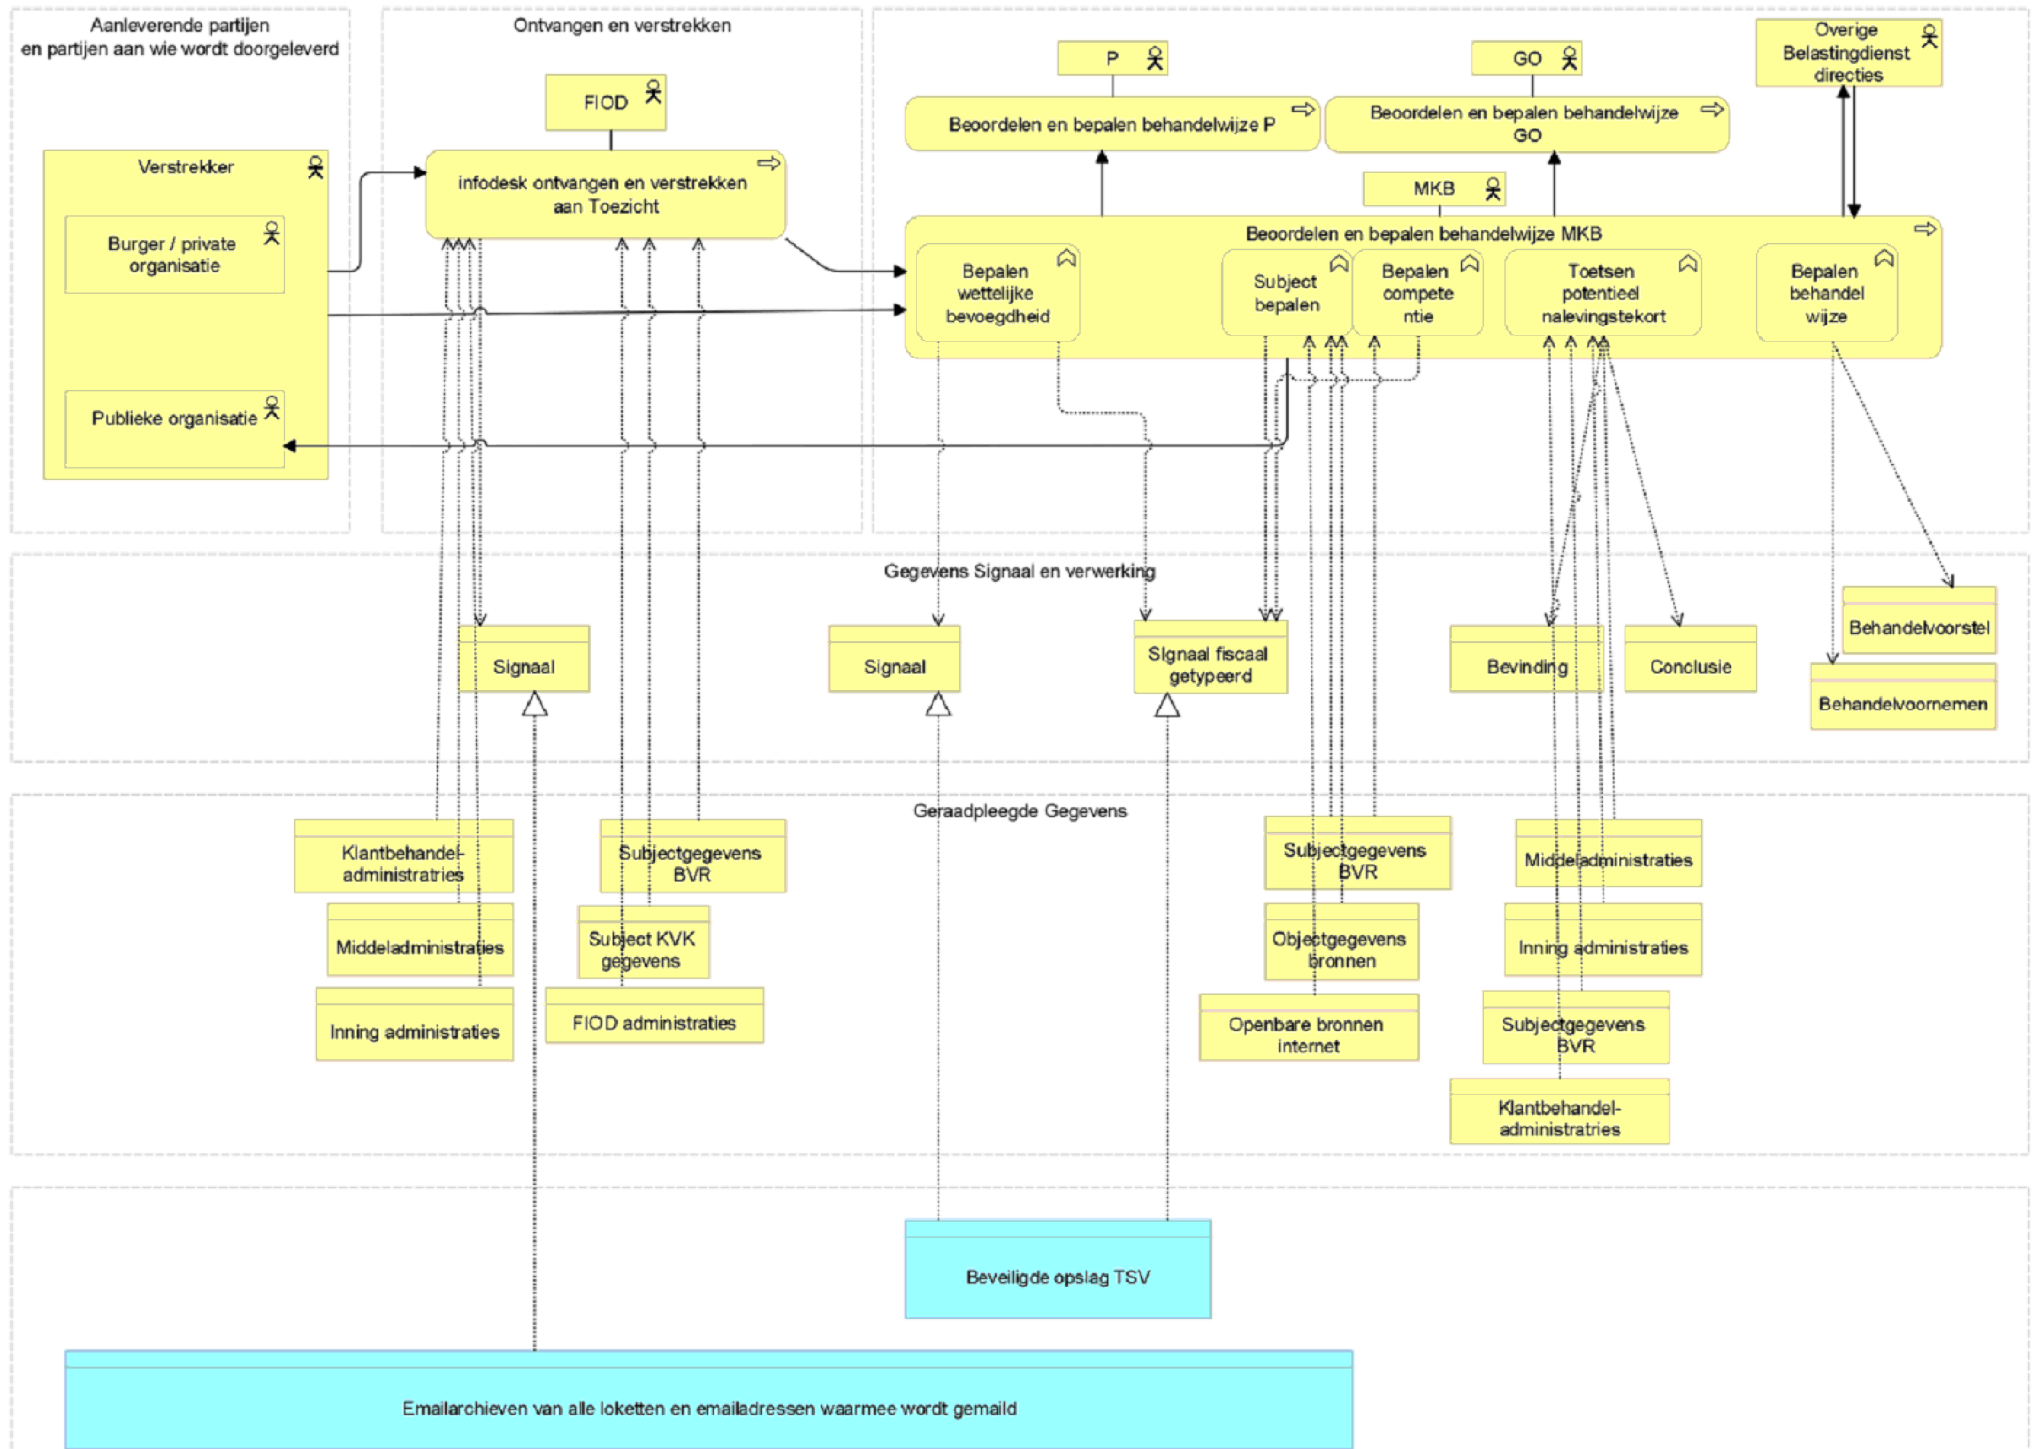 Aanleverende partijen
en partijen aan wie wordt doorgeleverd
Ontvangen en verstrekken
FIOD
infodesk ontvangen en verstrekken
aan Toezicht
Verstrekker
Burger / private
organisatie
Publieke organisatie
P
Beoordelen en bepalen behandelwijze P
GO
Beoordelen en bepalen behandelwijze
GO
Overige
Belastingdienst
directies
MKB
Beoordelen en bepalen behandelwijze MKB
Bepalen
wettelijke
bevoegdheid
Subject
bepalen
Bepalen
compete
ntie
Toetsen
potentieel
nalevingstekort
Bepalen
behandel
wijze
Gegevens Signaal en verwerking
Signaal
Signaal
SIgnaal fiscaal
getypeerd
Bevinding
Conclusie
Behandelvoorstel
Behandelvoornemen
Geraadpleegde Gegevens
Klantbehandel-
administratries
Middeladministraties
Inning administraties
Subjectgegevens
BVR
Subject KVK
gegevens
FIOD administraties
Subjectgegevens
BVR
Objectgegevens
bronnen
Openbare bronnen
internet
Middeladministraties
Inning administraties
Subjectgegevens
BVR
Klantbehandel-
administratries
Beveiligde opslag TSV
Emailarchieven van alle loketten en emailadressen waarmee wordt gemaild